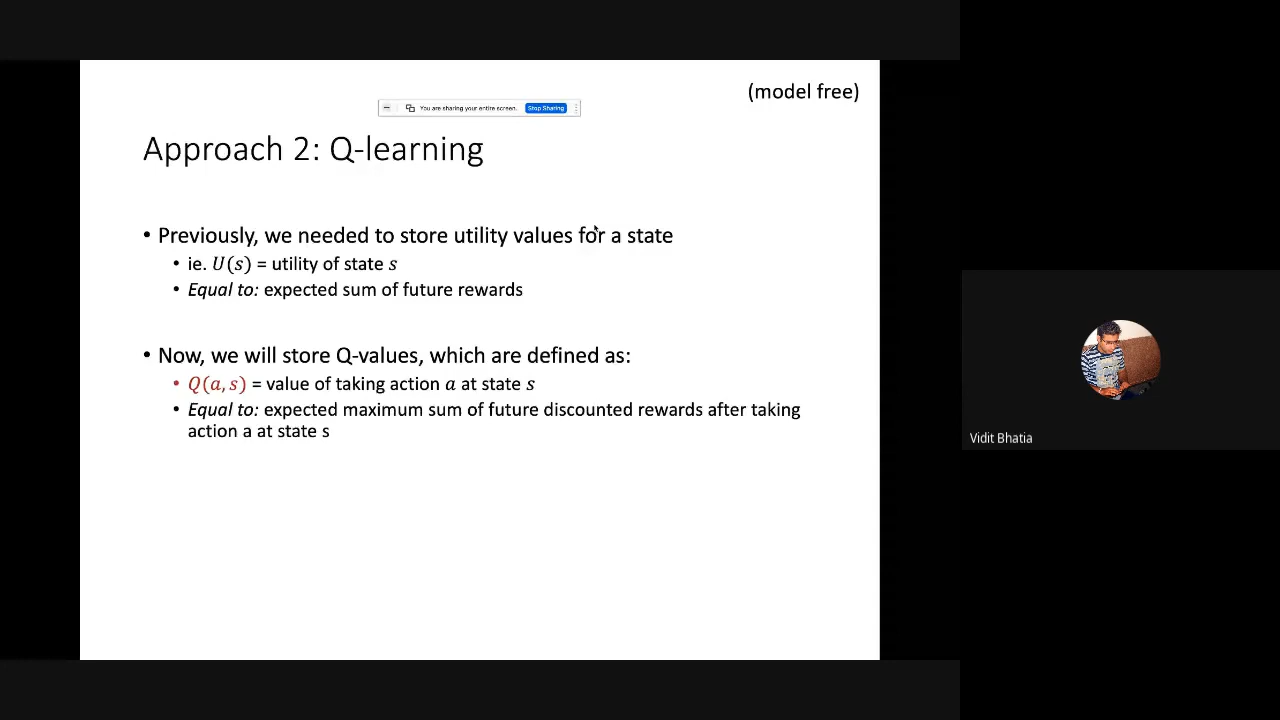 (model free)
You are sharing your entire screen. Stop Sharing
Approach 2: Q-learning
• Previously, we needed to store utility values for a state
• ie. U(s) = utility of state s
• Equal to: expected sum of future rewards
• Now, we will store Q-values, which are defined as:
• Q(a, s) = value of taking action a at state s
• Equal to: expected maximum sum of future discounted rewards after taking
action a at state s
Vidit Bhatia